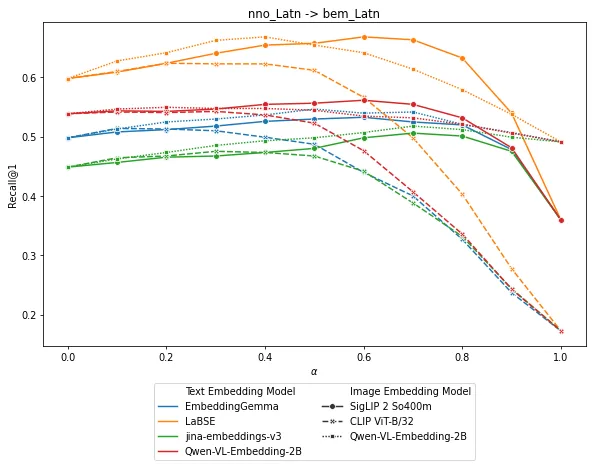 nno_Latn -> bem_Latn
Recall@1
0.6
0.5
0.4
0.3
0.2
0.0 0.2 0.4 0.6 0.8 1.0
α
Text Embedding Model Image Embedding Model
EmbeddingGemma SigLIP 2 So400m
LaBSE CLIP ViT-B/32
jina-embeddings-v3 Qwen-VL-Embedding-2B
Qwen-VL-Embedding-2B